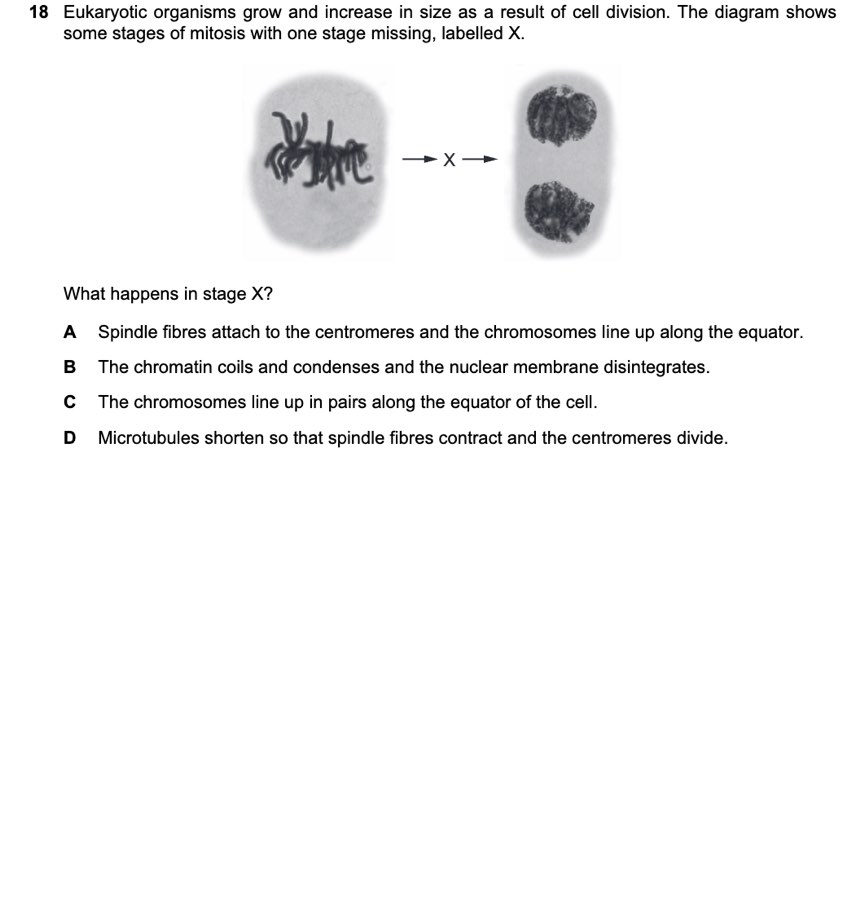 18 Eukaryotic organisms grow and increase in size as a result of cell division. The diagram shows
some stages of mitosis with one stage missing, labelled X.
X
What happens in stage X?
A Spindle fibres attach to the centromeres and the chromosomes line up along the equator.
B The chromatin coils and condenses and the nuclear membrane disintegrates.
C The chromosomes line up in pairs along the equator of the cell.
D Microtubules shorten so that spindle fibres contract and the centromeres divide.